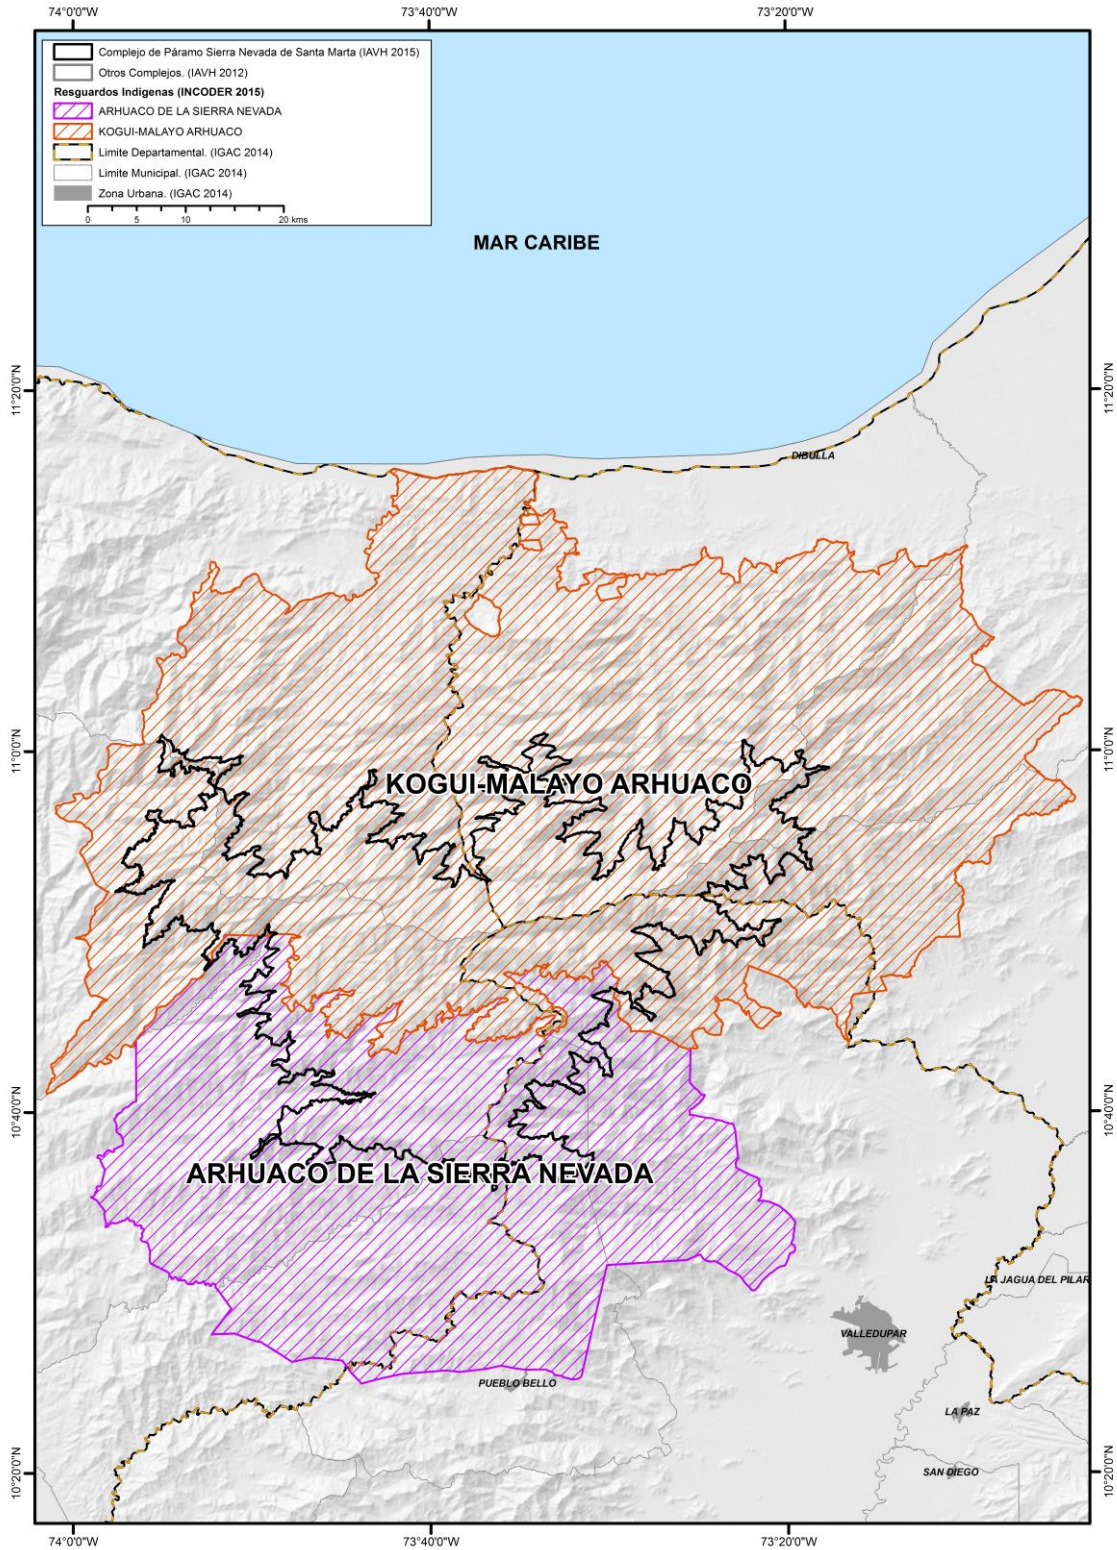 74°0'0"W
73°40'0"W
73°20'0"W
Complejo de Páramo Sierra Nevada de Santa Marta (IAVH 2015)
Otros Complejos. (IAVH 2012)
Resguardos Indígenas (INCODER 2015)
ARHUACO DE LA SIERRA NEVADA
KOGUI-MALAYO ARHUACO
Limite Departamental. (IGAC 2014)
Limite Municipal. (IGAC 2014)
Zona Urbana. (IGAC 2014)
0 5 10 20 kms
MAR CARIBE
11°20'0"N
11°20'0"N
DIBULLA
11°0'0"N
11°0'0"N
KOGUI-MALAYO ARHUACO
10°40'0"N
10°40'0"N
ARHUACO DE LA SIERRA NEVADA
LA JAGUA DEL PILAR
VALLEDUPAR
PUEBLO BELLO
LA PAZ
SAN DIEGO
10°20'0"N
10°20'0"N
74°0'0"W
73°40'0"W
73°20'0"W